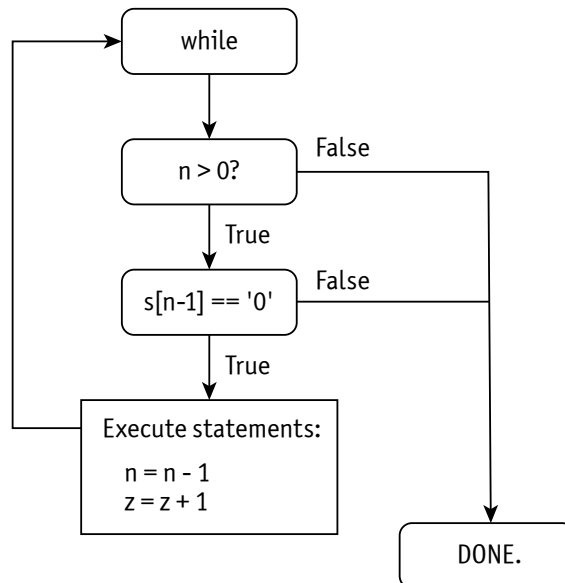 while
n > 0?
False
True
s[n-1] == '0'
False
True
Execute statements:
n = n - 1
z = z + 1
DONE.